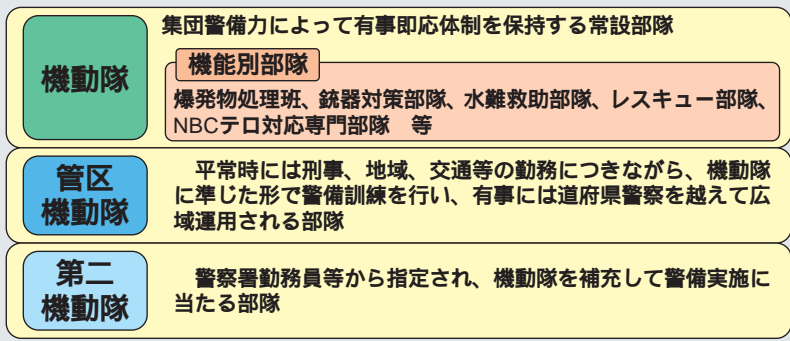 機動隊
集団警備力によって有事即応体制を保持する常設部隊
機能別部隊
爆発物処理班、銃器対策部隊、水難救助部隊、レスキュー部隊、
NBCテロ対応専門部隊　等
管区
機動隊
　平常時には刑事、地域、交通等の勤務につきながら、機動隊
に準じた形で警備訓練を行い、有事には道府県警察を越えて広
域運用される部隊
第二
機動隊
　警察署勤務員等から指定され、機動隊を補充して警備実施に
当たる部隊